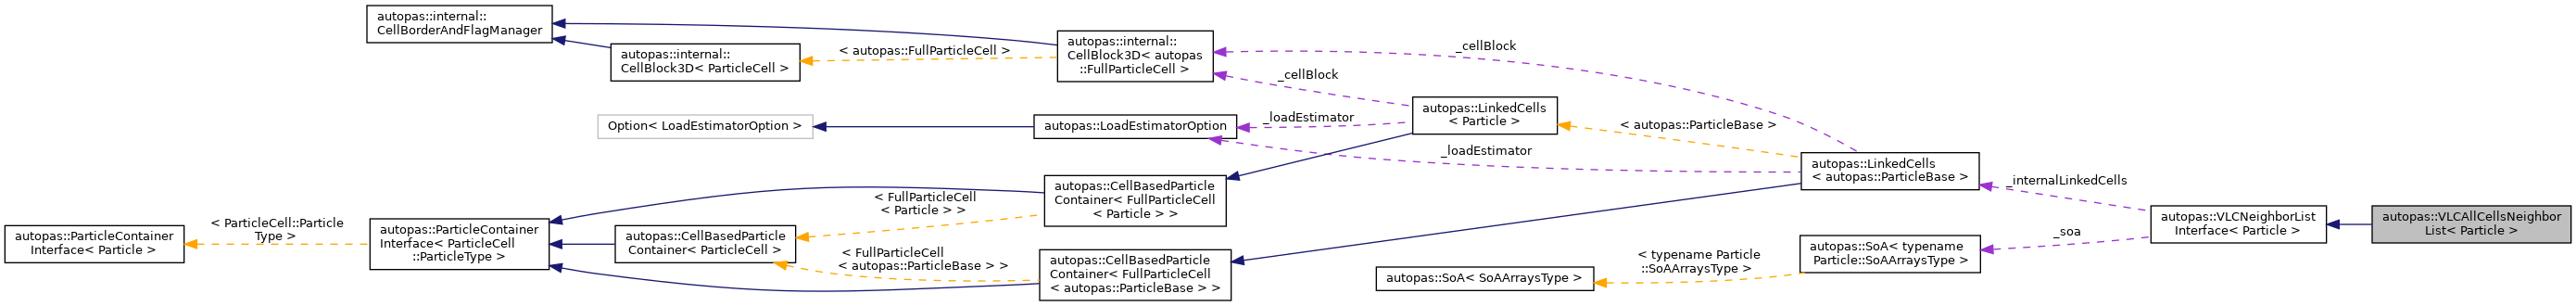 autopas::internal::
CellBorderAndFlagManager
autopas::internal::
CellBlock3D< ParticleCell >
< autopas::FullParticleCell >
autopas::internal::
CellBlock3D< autopas
::FullParticleCell >
_cellBlock
_cellBlock
Option< LoadEstimatorOption >
autopas::LoadEstimatorOption
_loadEstimator
autopas::LinkedCells
< Particle >
< autopas::ParticleBase >
_loadEstimator
autopas::LinkedCells
< autopas::ParticleBase >
_internalLinkedCells
autopas::CellBasedParticle
Container< FullParticleCell
< Particle > >
< FullParticleCell
< Particle > >
autopas::ParticleContainer
Interface< Particle >
< ParticleCell::Particle
Type >
autopas::ParticleContainer
Interface< ParticleCell
::ParticleType >
autopas::CellBasedParticle
Container< ParticleCell >
< FullParticleCell
< autopas::ParticleBase > >
autopas::CellBasedParticle
Container< FullParticleCell
< autopas::ParticleBase > >
autopas::SoA< SoAArraysType >
< typename Particle
::SoAArraysType >
autopas::SoA< typename
Particle::SoAArraysType >
_soa
autopas::VLCNeighborList
Interface< Particle >
autopas::VLCAllCellsNeighbor
List< Particle >